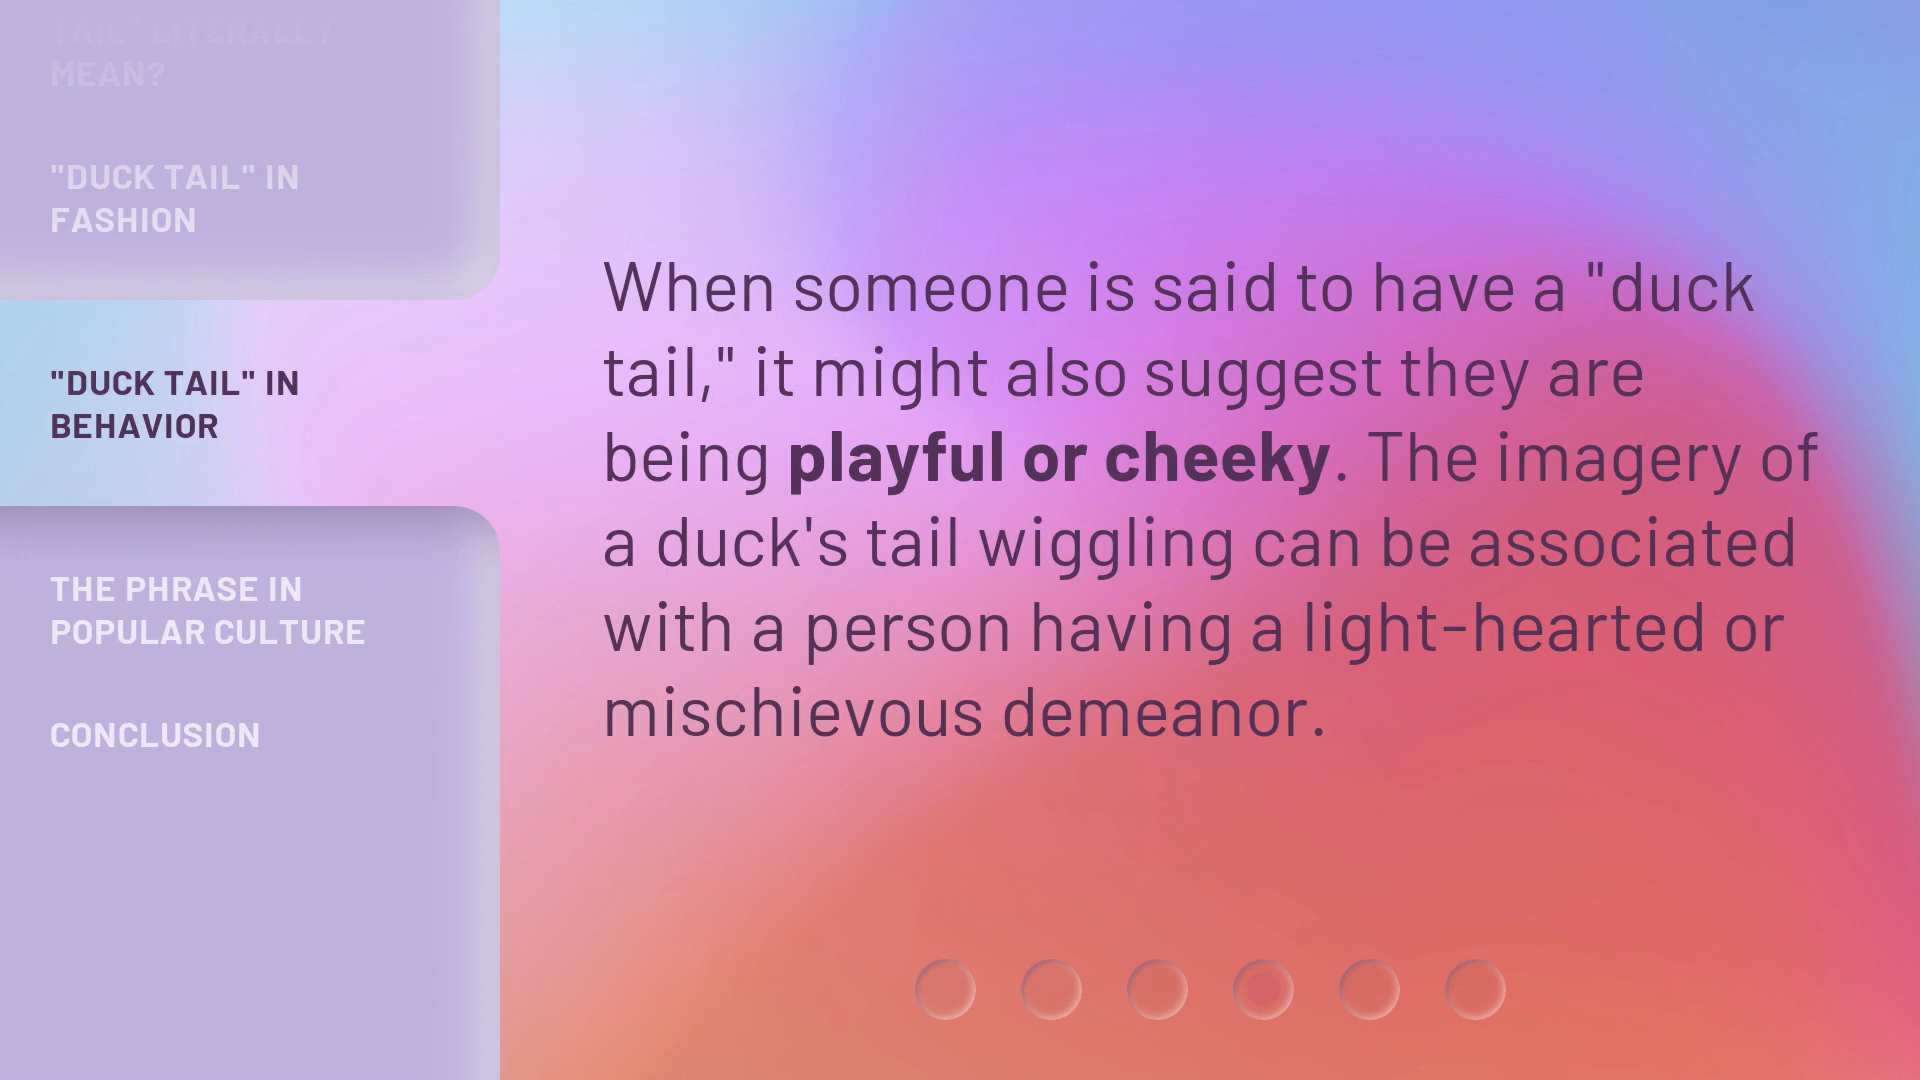 TAIL" LITERALLY
MEAN?
"DUCK TAIL" IN
FASHION
"DUCK TAIL" IN
BEHAVIOR
THE PHRASE IN
POPULAR CULTURE
CONCLUSION
When someone is said to have a "duck
tail," it might also suggest they are
being playful or cheeky. The imagery of
a duck's tail wiggling can be associated
with a person having a light-hearted or
mischievous demeanor.